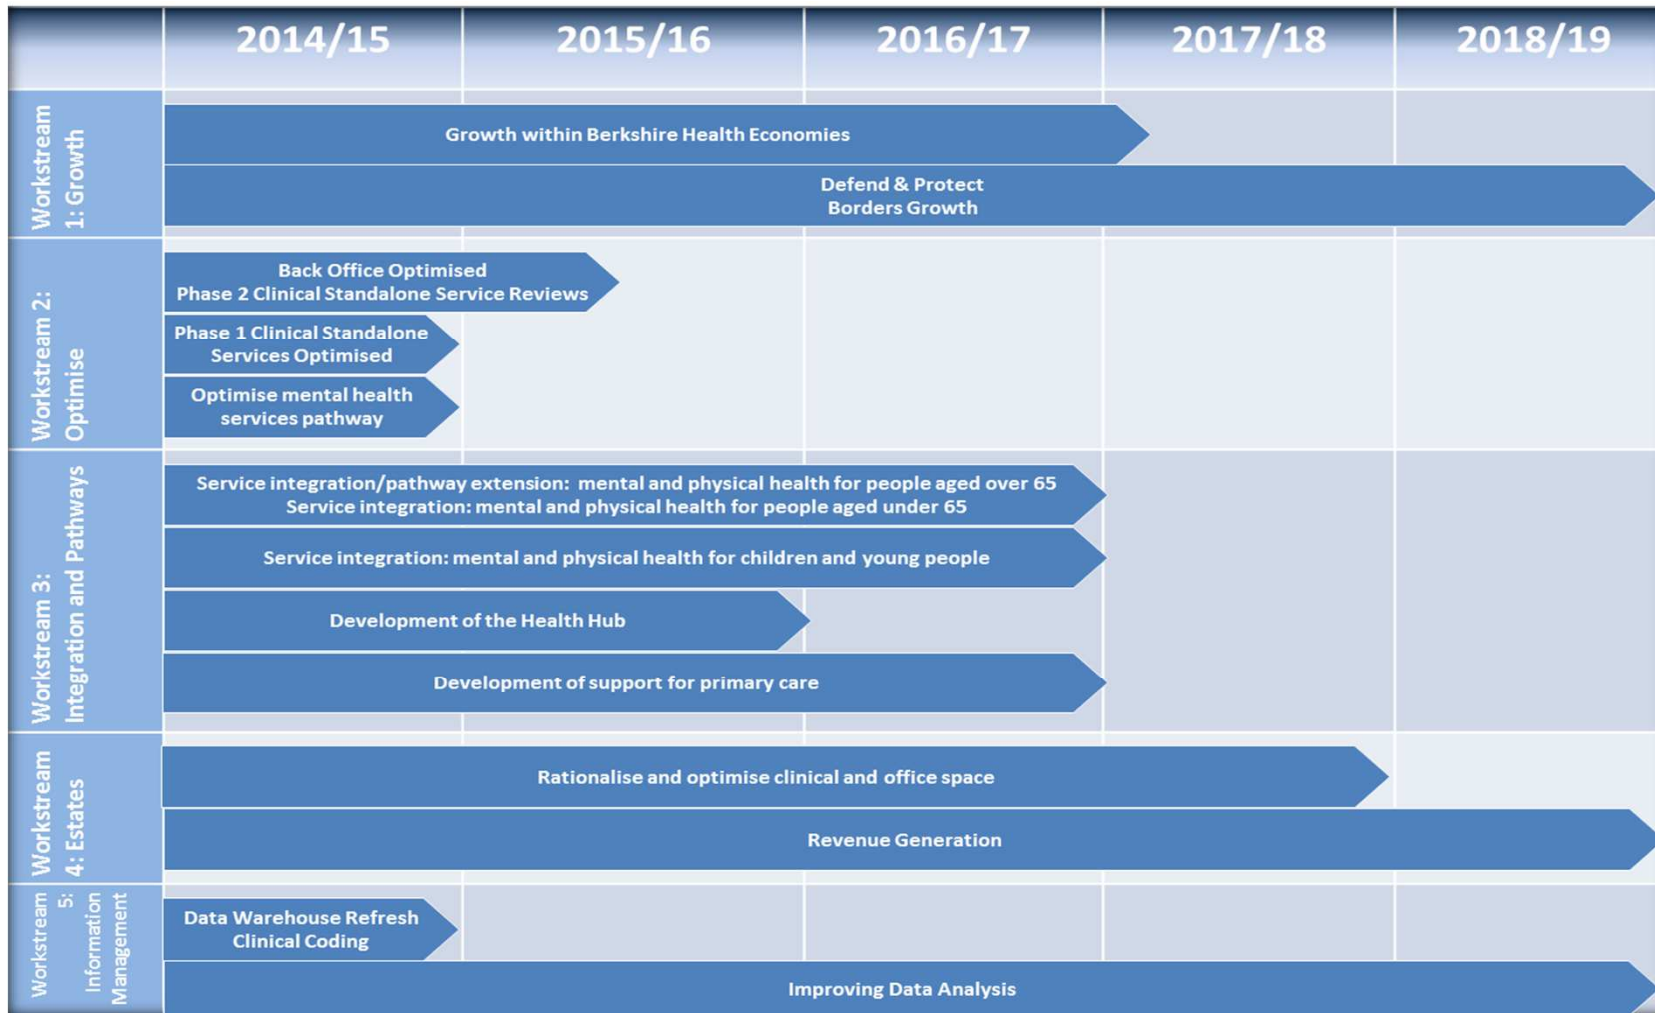 2014/15
2015/16
2016/17
2017/18
2018/19
Workstream
1: Growth
Growth within Berkshire Health Economies
Defend & Protect
Borders Growth
Workstream 2:
Optimise
Back Office Optimised
Phase 2 Clinical Standalone Service Reviews
Phase 1 Clinical Standalone
Services Optimised
Optimise mental health
services pathway
Workstream 3:
Integration and Pathways
Service integration/pathway extension: mental and physical health for people aged over 65
Service integration: mental and physical health for people aged under 65
Service integration: mental and physical health for children and young people
Development of the Health Hub
Development of support for primary care
Workstream
4: Estates
Rationalise and optimise clinical and office space
Revenue Generation
Workstream
5:
Information
Management
Data Warehouse Refresh
Clinical Coding
Improving Data Analysis